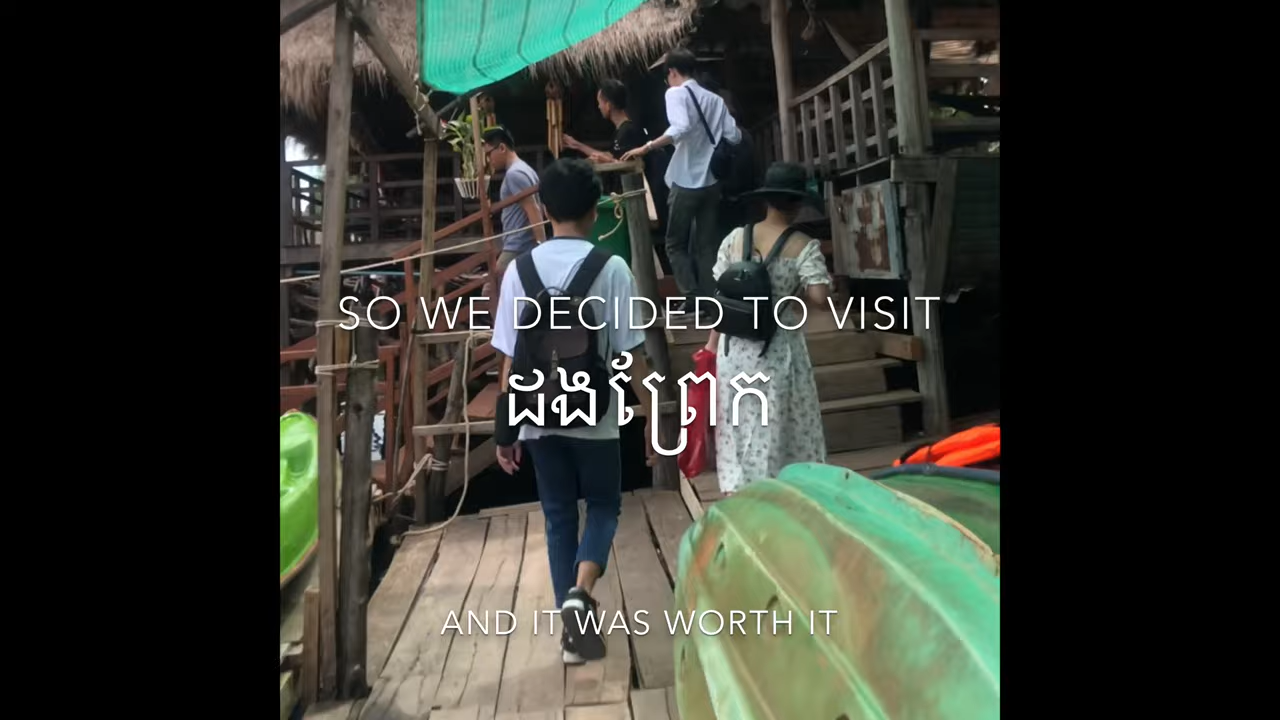 SO WE DECIDED TO VISIT
ដងព្រែក
AND IT WAS WORTH IT